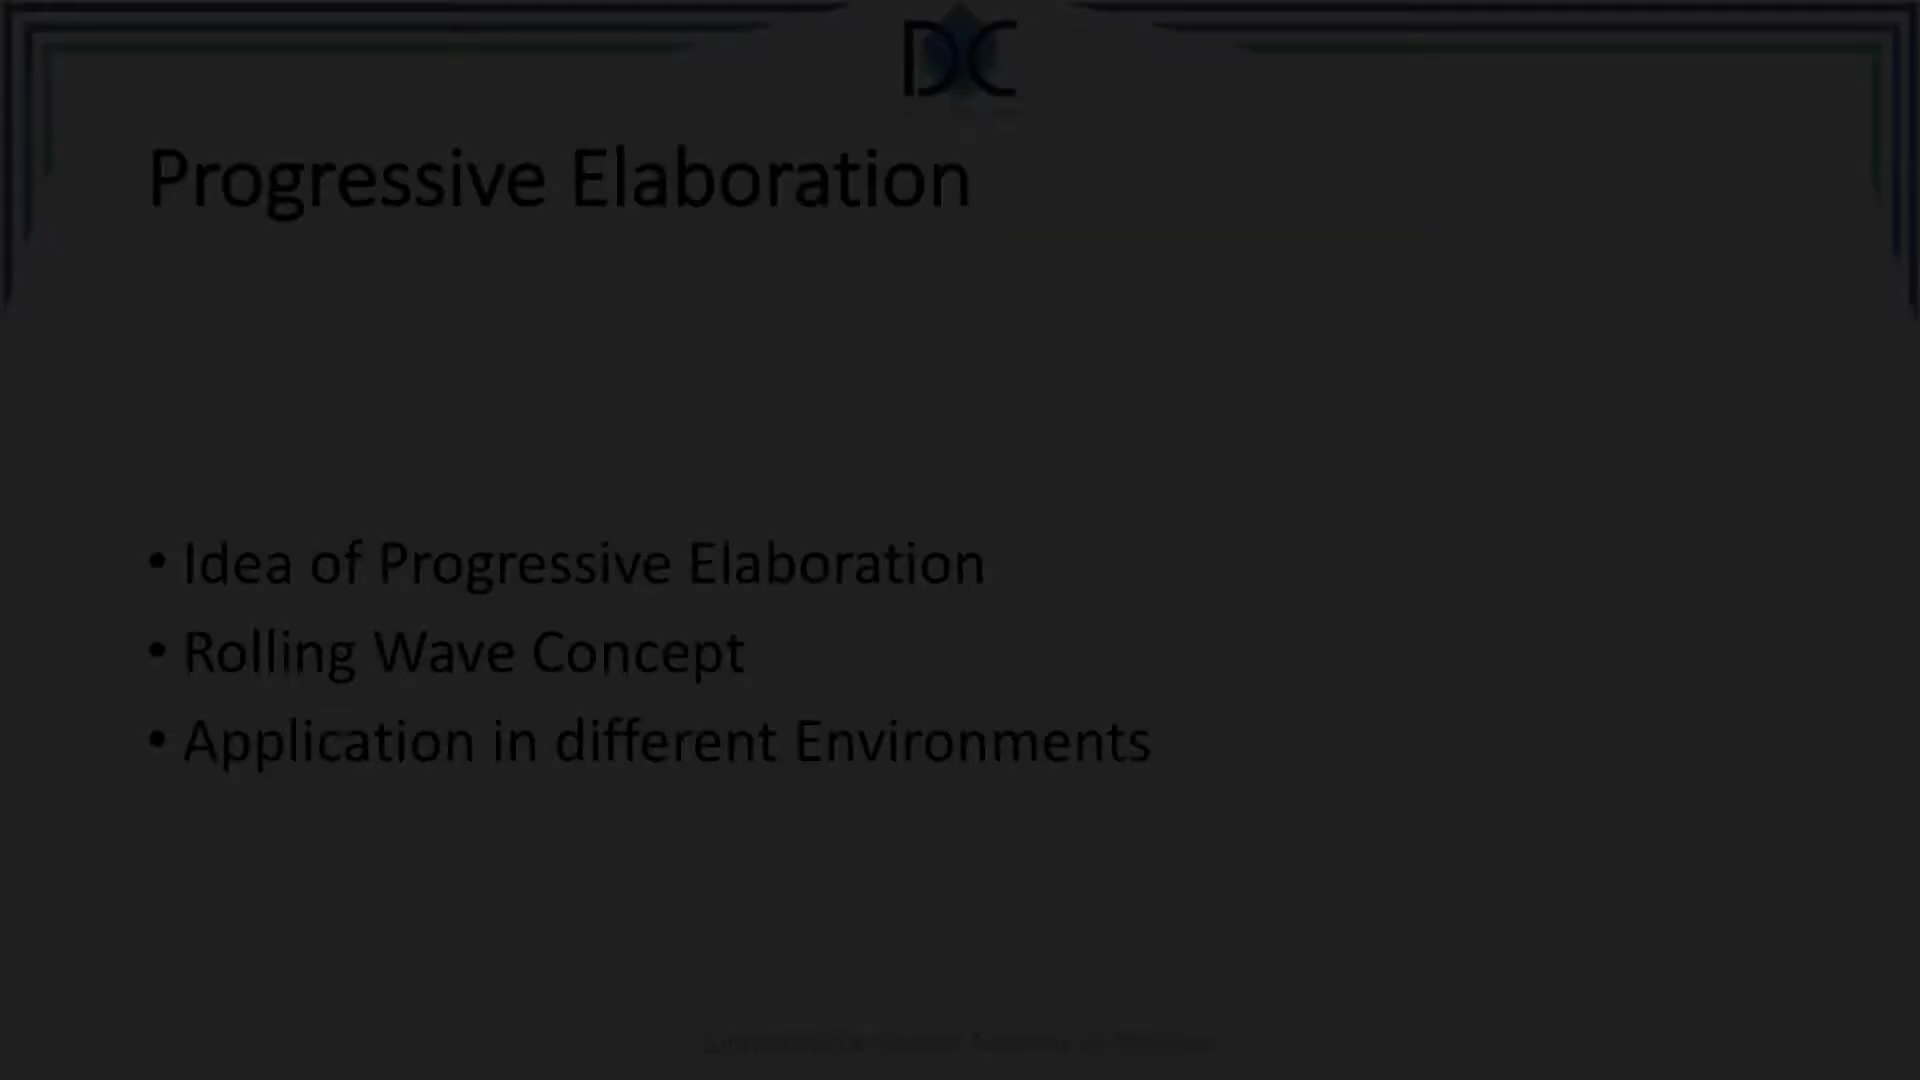 DC
Progressive Elaboration
• Idea of Progressive Elaboration
• Rolling Wave Concept
• Application in different Environments